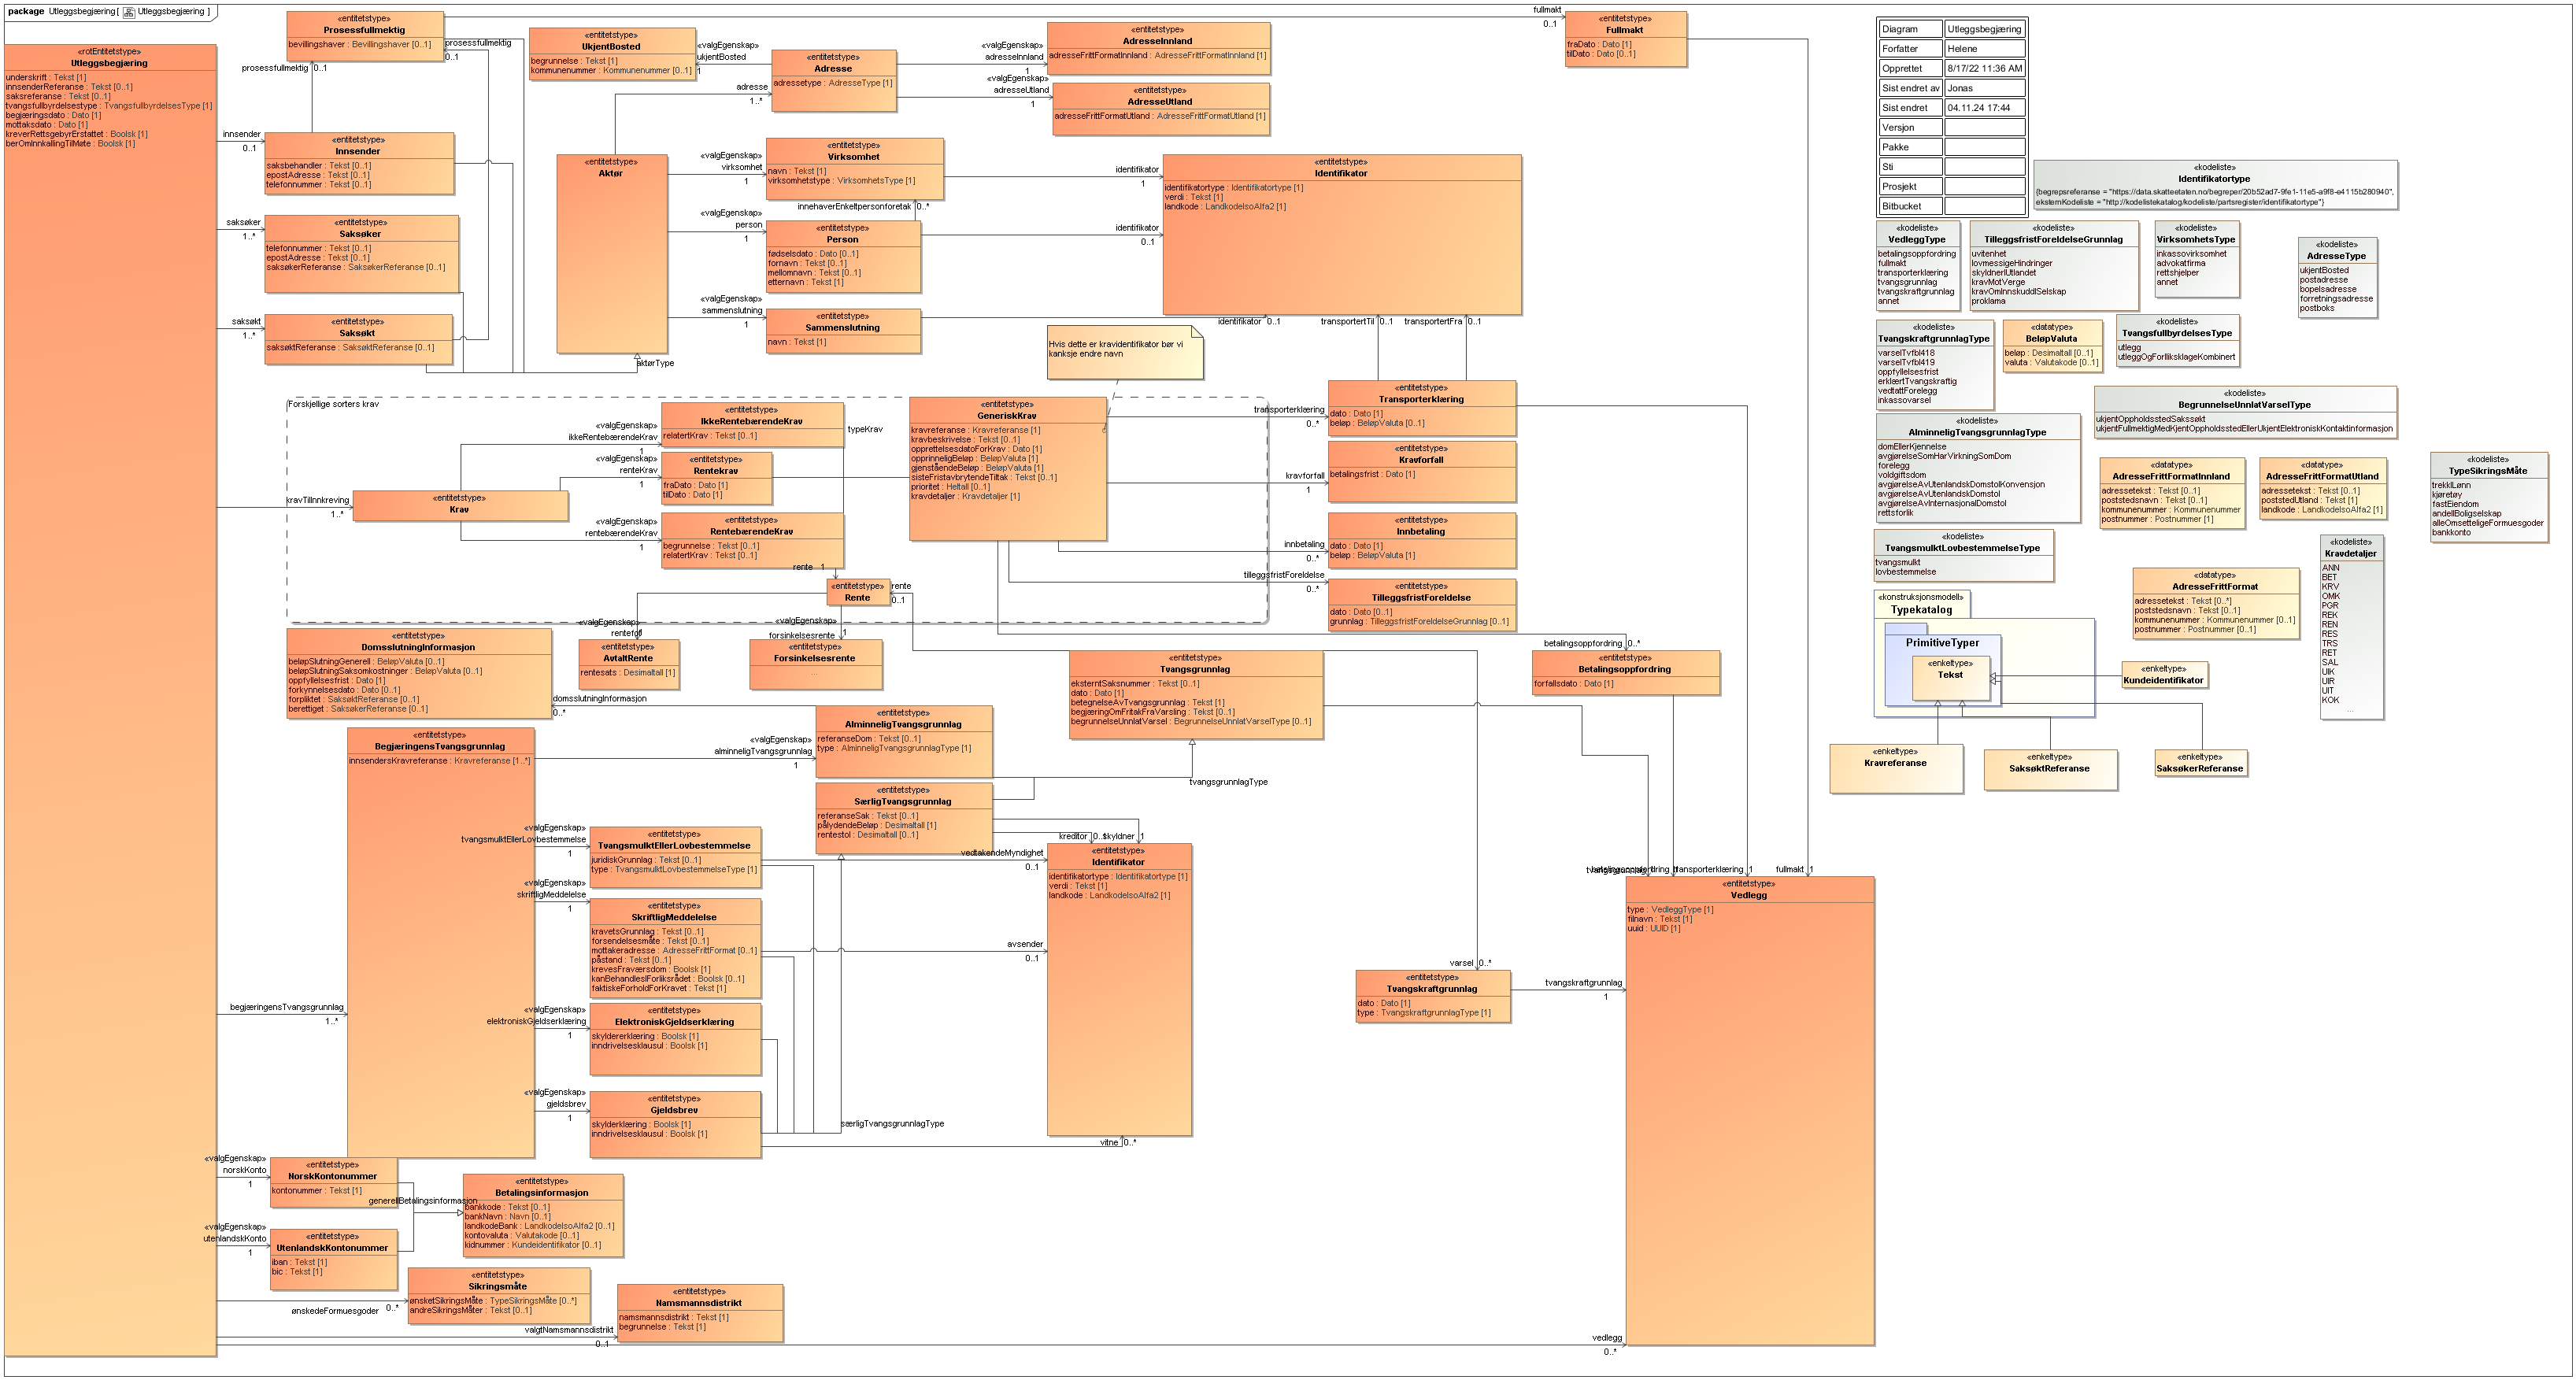 package Utleggsbegjæring [ Utleggsbegjæring ]
«rotEntitetstype»
Utleggsbegjæring
underskrift : Tekst [1]
innsenderReferanse : Tekst [0..1]
saksreferanse : Tekst [0..1]
tvangsfullbyrdelsestype : TvangsfullbyrdelsesType [1]
begjæringsdato : Dato [1]
mottaksdato : Dato [1]
kreverRettsgebyrErstattet : Boolsk [1]
berOmInnkallingTilMøte : Boolsk [1]
«entitetstype»
Prosessfullmektig
bevillingshaver : Bevillingshaver [0..1]
prosessfullmektig
0..1
prosessfullmektig
0..1
innsender
0..1
«entitetstype»
Innsender
saksbehandler : Tekst [0..1]
epostAdresse : Tekst [0..1]
telefonnummer : Tekst [0..1]
saksøker
1..*
«entitetstype»
Saksøker
telefonnummer : Tekst [0..1]
epostAdresse : Tekst [0..1]
saksøkerReferanse : SaksøkerReferanse [0..1]
saksøkt
1..*
«entitetstype»
Saksøkt
saksøktReferanse : SaksøktReferanse [0..1]
«entitetstype»
UkjentBosted
begrunnelse : Tekst [1]
kommunenummer : Kommunenummer [0..1]
«valgEgenskap»
ukjentBosted
1
«entitetstype»
Adresse
adressetype : AdresseType [1]
adresse
1..*
«valgEgenskap»
adresseInnland
1
«entitetstype»
AdresseInnland
adresseFrittFormatInnland : AdresseFrittFormatInnland [1]
«valgEgenskap»
adresseUtland
1
«entitetstype»
AdresseUtland
adresseFrittFormatUtland : AdresseFrittFormatUtland [1]
fullmakt
0..1
«entitetstype»
Fullmakt
fraDato : Dato [1]
tilDato : Dato [0..1]
«entitetstype»
Aktør
aktørType
«valgEgenskap»
virksomhet
1
«entitetstype»
Virksomhet
navn : Tekst [1]
virksomhetstype : VirksomhetsType [1]
innehaverEnkeltpersonforetak
0..*
«valgEgenskap»
person
1
«entitetstype»
Person
fødselsdato : Dato [0..1]
fornavn : Tekst [1]
mellomnavn : Tekst [0..1]
etternavn : Tekst [1]
«valgEgenskap»
sammenslutning
1
«entitetstype»
Sammenslutning
navn : Tekst [1]
identifikator
1
identifikator
0..1
identifikator
0..1
«entitetstype»
Identifikator
identifikatortype : Identifikatortype [1]
verdi : Tekst [1]
landkode : LandkodeIsoAlfa2 [1]
transportertTil
0..1
transportertFra
0..1
Hvis dette er kravidentifikator bør vi
kanksje endre navn
Forskjellige sorters krav
kravTilInnkreving
1..*
«entitetstype»
Krav
«valgEgenskap»
ikkeRentebærendeKrav
1
«entitetstype»
IkkeRentebærendeKrav
relatertKrav : Tekst [0..1]
«valgEgenskap»
renteKrav
1
«entitetstype»
Rentekrav
fraDato : Dato [1]
tilDato : Dato [1]
«valgEgenskap»
rentebærendeKrav
1
«entitetstype»
RentebærendeKrav
begrunnelse : Tekst [0..1]
relatertKrav : Tekst [0..1]
typeKrav
«entitetstype»
GeneriskKrav
kravreferanse : Kravreferanse [1]
kravbeskrivelse : Tekst [0..1]
opprettelsesdatoForKrav : Dato [1]
opprinneligBeløp : BeløpValuta [1]
gjenståendeBeløp : BeløpValuta [1]
sisteFristavbrytendeTiltak : Tekst [1]
prioritet : Heltall [0..1]
kravdetaljer : Kravdetaljer [1]
transporterklæring
0..*
«entitetstype»
Transporterklæring
dato : Dato [1]
beløp : BeløpValuta [0..1]
kravforfall
1
«entitetstype»
Kravforfall
betalingsfrist : Dato [1]
innbetaling
0..*
«entitetstype»
Innbetaling
dato : Dato [1]
beløp : BeløpValuta [1]
tilleggsfristForeldelse
0..*
«entitetstype»
TilleggsfristForeldelse
dato : Dato [0..1]
grunnlag : TilleggsfristForeldelseGrunnlag [0..1]
rente 1
«entitetstype»
Rente
rente
0..1
«valgEgenskap»
«entitetstype»
AvtaltRente
rentesats : Desimaltall [1]
«valgEgenskap»
forsinkelsesrente 1
«entitetstype»
Forsinkelsesrente
...
«entitetstype»
DomsslutningInformasjon
beløpSlutningGenerell : BeløpValuta [0..1]
beløpSlutningSaksomkostninger : BeløpValuta [0..1]
oppfyllelsesfrist : Dato [1]
forkynnelsesdato : Dato [0..1]
forpliktet : SaksøktReferanse [0..1]
berettiget : SaksøkerReferanse [0..1]
domsslutningInformasjon
0..*
betalingsoppfordring 0..*
«entitetstype»
Betalingsoppfordring
forfallsdato : Dato [1]
«entitetstype»
Tvangsgrunnlag
eksterntSaksnummer : Tekst [0..1]
dato : Dato [1]
betegnelseAvTvangsgrunnlag : Tekst [1]
begjæringOmFritakFraVarsling : Tekst [0..1]
begrunnelseUnnlatVarsel : BegrunnelseUnnlatVarselType [0..1]
tvangsgrunnlagType
«entitetstype»
BegjæringensTvangsgrunnlag
innsendersKravreferanse : Kravreferanse [1..*]
begjæringensTvangsgrunnlag
1..*
«valgEgenskap»
alminneligTvangsgrunnlag
1
«entitetstype»
AlminneligTvangsgrunnlag
referanseDom : Tekst [0..1]
type : AlminneligTvangsgrunnlagType [1]
«entitetstype»
SærligTvangsgrunnlag
referanseSak : Tekst [0..1]
pålydendeBeløp : Desimaltall [1]
rentestol : Desimaltall [0..1]
«valgEgenskap»
tvangsmulktEllerLovbestemmelse
1
«entitetstype»
TvangsmulktEllerLovbestemmelse
juridiskGrunnlag : Tekst [0..1]
type : TvangsmulktLovbestemmelseType [1]
«valgEgenskap»
skriftligMeddelelse
1
«entitetstype»
SkriftligMeddelelse
kravetsGrunnlag : Tekst [0..1]
forsendelsesmåte : Tekst [0..1]
mottakeradresse : AdresseFrittFormat [0..1]
påstand : Tekst [0..1]
krevesFraværsdom : Boolsk [1]
kanBehandlesIForliksrådet : Boolsk [0..1]
faktiskeForholdForKravet : Tekst [1]
«valgEgenskap»
elektroniskGjeldserklæring
1
«entitetstype»
ElektroniskGjeldserklæring
skyldererklæring : Boolsk [1]
inndrivelsesklausul : Boolsk [1]
«valgEgenskap»
gjeldsbrev
1
«entitetstype»
Gjeldsbrev
skylderklæring : Boolsk [1]
inndrivelsesklausul : Boolsk [1]
særligTvangsgrunnlagType
vedtakendeMyndighet
0..1
kreditor
skyldner 1
avsender
0..1
vitne 0..*
«entitetstype»
Identifikator
identifikatortype : Identifikatortype [1]
verdi : Tekst [1]
landkode : LandkodeIsoAlfa2 [1]
varsel 0..*
«entitetstype»
Tvangskraftgrunnlag
dato : Dato [1]
type : TvangskraftgrunnlagType [1]
tvangskraftgrunnlag
1
transporterklæring 1
fullmakt 1
«entitetstype»
Vedlegg
type : VedleggType [1]
filnavn : Tekst [1]
uuid : UUID [1]
«valgEgenskap»
norskKonto
1
«entitetstype»
NorskKontonummer
kontonummer : Tekst [1]
«valgEgenskap»
utenlandskKonto
1
«entitetstype»
UtenlandskKontonummer
iban : Tekst [1]
bic : Tekst [1]
generellBetalingsinformasjon
«entitetstype»
Betalingsinformasjon
bankkode : Tekst [0..1]
bankNavn : Navn [0..1]
landkodeBank : LandkodeIsoAlfa2 [0..1]
kontovaluta : Valutakode [0..1]
kidnummer : Kundeidentifikator [0..1]
ønskedeFormuesgoder 0..*
«entitetstype»
Sikringsmåte
ønsketSikringsMåte : TypeSikringsMåte [0..*]
andreSikringsMåter : Tekst [0..1]
valgtNamsmannsdistrikt
0..1
«entitetstype»
Namsmannsdistrikt
namsmannsdistrikt : Tekst [1]
begrunnelse : Tekst [1]
vedlegg
0..*
Diagram Utleggsbegjæring
Forfatter Helene
Opprettet 8/17/22 11:36 AM
Sist endret av Jonas
Sist endret 04.11.24 17:44
Versjon
Pakke
Sti
Prosjekt
Bitbucket
«kodeliste»
Identifikatortype
{begrepsreferanse = "https://data.skatteetaten.no/begreper/20b52ad7-9fe1-11e5-a9f8-e4115b280940",
eksternKodeliste = "http://kodelistekatalog/kodeliste/partsregister/identifikatortype"}
«kodeliste»
VedleggType
betalingsoppfordring
fullmakt
transporterklæring
tvangsgrunnlag
tvangskraftgrunnlag
annet
«kodeliste»
TilleggsfristForeldelseGrunnlag
uvitenhet
lovmessigeHindringer
skyldnerIUtlandet
kravMotVerge
kravOmInnskuddISelskap
proklama
«kodeliste»
VirksomhetsType
inkassovirksomhet
advokatfirma
rettshjelper
annet
«kodeliste»
AdresseType
ukjentBosted
postadresse
bopelsadresse
forretningsadresse
postboks
«kodeliste»
TvangskraftgrunnlagType
varselTvfbl418
varselTvfbl419
oppfyllelsesfrist
erklærtTvangskraftig
vedtattForelegg
inkassovarsel
«datatype»
BeløpValuta
beløp : Desimaltall [0..1]
valuta : Valutakode [0..1]
«kodeliste»
TvangsfullbyrdelsesType
utlegg
utleggOgForliksklageKombinert
«kodeliste»
BegrunnelseUnnlatVarselType
ukjentOppholdsstedSakssøkt
ukjentFullmektigMedKjentOppholdsstedEllerUkjentElektroniskKontaktinformasjon
«kodeliste»
AlminneligTvangsgrunnlagType
domEllerKjennelse
avgjørelseSomHarVirkningSomDom
forelegg
voldgiftsdom
avgjørelseAvUtenlandskDomstolKonvensjon
avgjørelseAvUtenlandskDomstol
avgjørelseAvInternasjonalDomstol
rettsforlik
«datatype»
AdresseFrittFormatInnland
adressetekst : Tekst [0..1]
poststedsnavn : Tekst [0..1]
kommunenummer : Kommunenummer
postnummer : Postnummer [1]
«datatype»
AdresseFrittFormatUtland
adressetekst : Tekst [0..1]
poststedUtland : Tekst [1]
landkode : LandkodeIsoAlfa2 [1]
«kodeliste»
TypeSikringsMåte
trekkILønn
kjøretøy
fastEiendom
andelIBoligselskap
alleOmsetteligeFormuesgoder
bankkonto
«kodeliste»
TvangsmulktLovbestemmelseType
tvangsmulkt
lovbestemmelse
«kodeliste»
Kravdetaljer
ANN
BET
KRV
OMK
PGR
REK
REN
RES
TRS
RET
SAL
UIK
UIR
UIT
KOK
...
«datatype»
AdresseFrittFormat
adressetekst : Tekst [0..*]
poststedsnavn : Tekst [0..1]
kommunenummer : Kommunenummer [0..1]
postnummer : Postnummer [0..1]
«konstruksjonsmodell»
Typekatalog
PrimitiveTyper
«enkeltype»
Tekst
«enkeltype»
Kundeidentifikator
«enkeltype»
Kravreferanse
«enkeltype»
SaksøktReferanse
«enkeltype»
SaksøkerReferanse